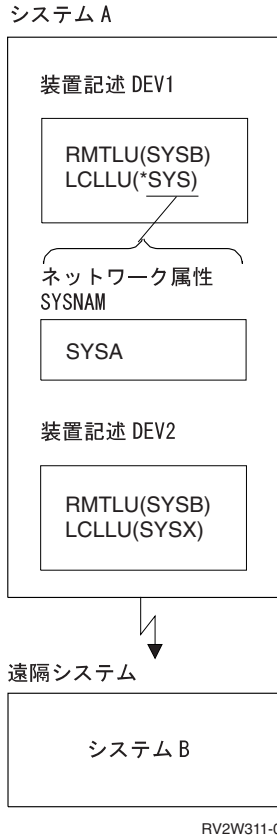 システム A
装置記述 DEV1
RMTLU(SYSB)
LCLLU(*SYS)
ネットワーク属性
SYSNAM
SYSA
装置記述 DEV2
RMTLU(SYSB)
LCLLU(SYSX)
遠隔システム
システム B
RV2W311-0